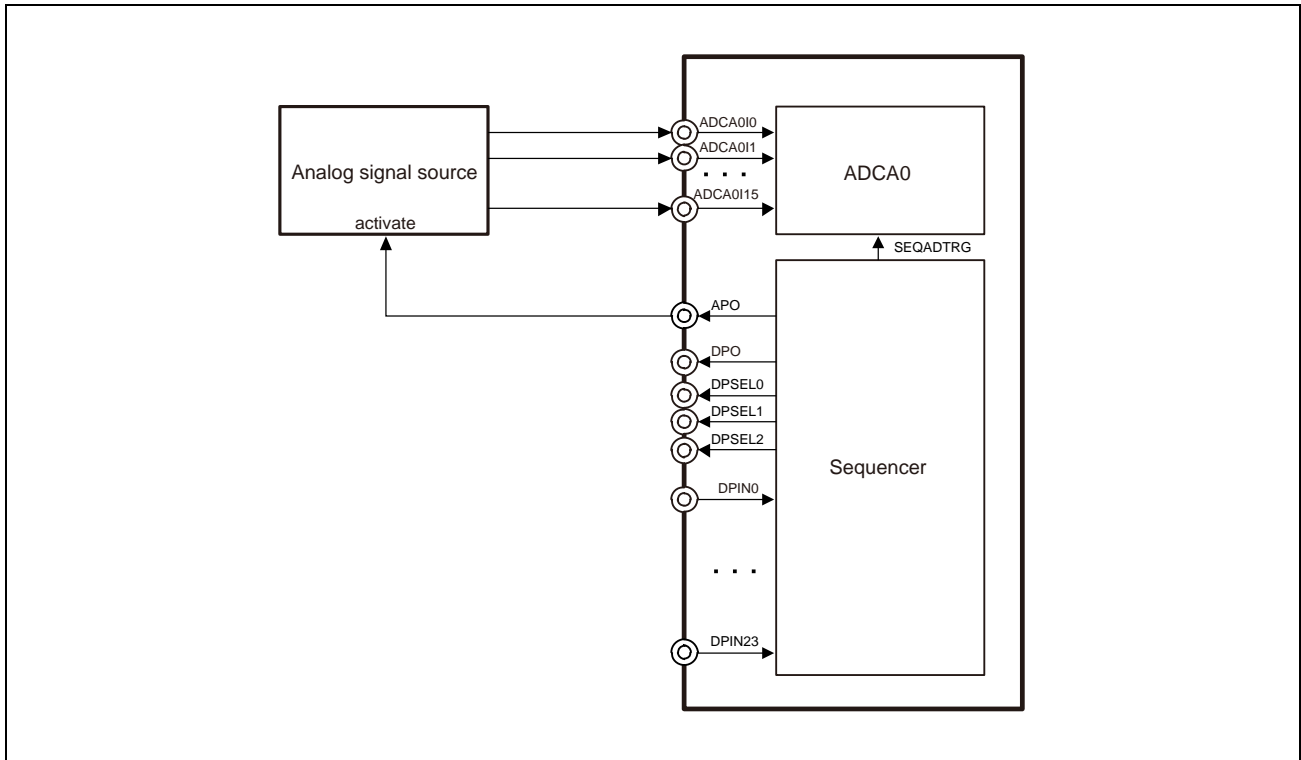 ADCA0I0
ADCA0I1
. . .
ADCA0I15
Analog signal source
activate
ADCA0
SEQADTRG
APO
DPO
DPSEL0
DPSEL1
DPSEL2
Sequencer
DPIN0
. . .
DPIN23